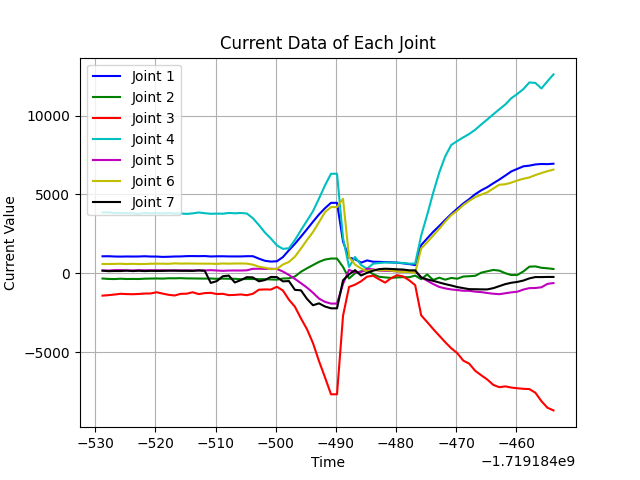 Current Data of Each Joint
Joint 1
Joint 2
Joint 3
Joint 4
Joint 5
Joint 6
Joint 7
10000
5000
0
−5000
Current Value
−530 −520 −510 −500 −490 −480 −470 −460
Time
−1.719184e9